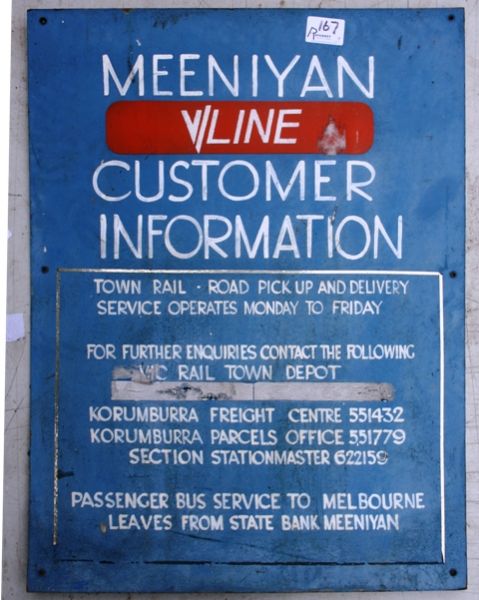 167
MEENIYAN
V/LINE
CUSTOMER
INFORMATION
TOWN RAIL - ROAD PICK UP AND DELIVERY
SERVICE OPERATES MONDAY TO FRIDAY
FOR FURTHER ENQUIRIES CONTACT THE FOLLOWING
VIC RAIL TOWN DEPOT
KORUMBURRA FREIGHT CENTRE 551432
KORUMBURRA PARCELS OFFICE 551779
SECTION STATIONMASTER 622159
PASSENGER BUS SERVICE TO MELBOURNE
LEAVES FROM STATE BANK MEENIYAN